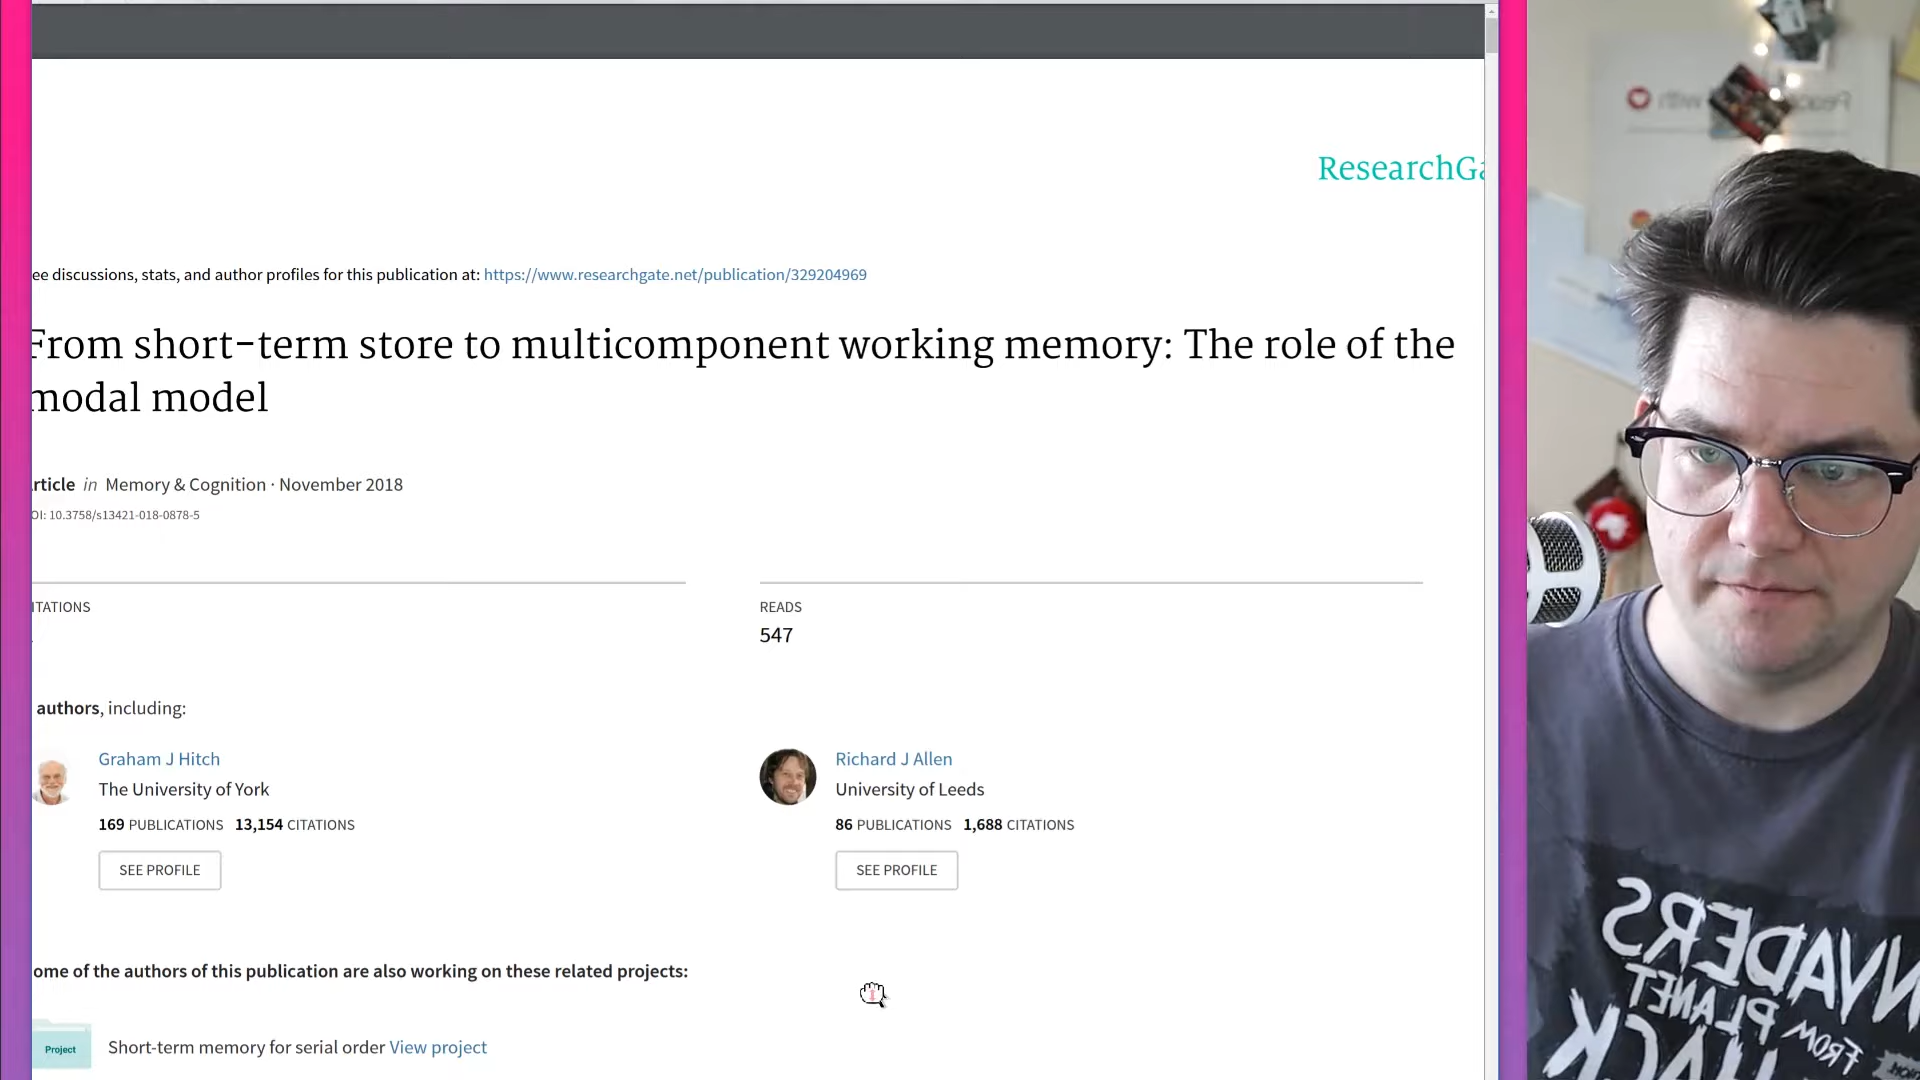 ResearchGa
ee discussions, stats, and author profiles for this publication at: https://www.researchgate.net/publication/329204969
From short-term store to multicomponent working memory: The role of the
modal model
rticle in Memory & Cognition · November 2018
OI: 10.3758/s13421-018-0878-5
ITATIONS
READS
547
authors, including:
Graham J Hitch
The University of York
169 PUBLICATIONS 13,154 CITATIONS
SEE PROFILE
Richard J Allen
University of Leeds
86 PUBLICATIONS 1,688 CITATIONS
SEE PROFILE
ome of the authors of this publication are also working on these related projects:
Project
Short-term memory for serial order View project
NVADERS
FROM PLANET
HACK